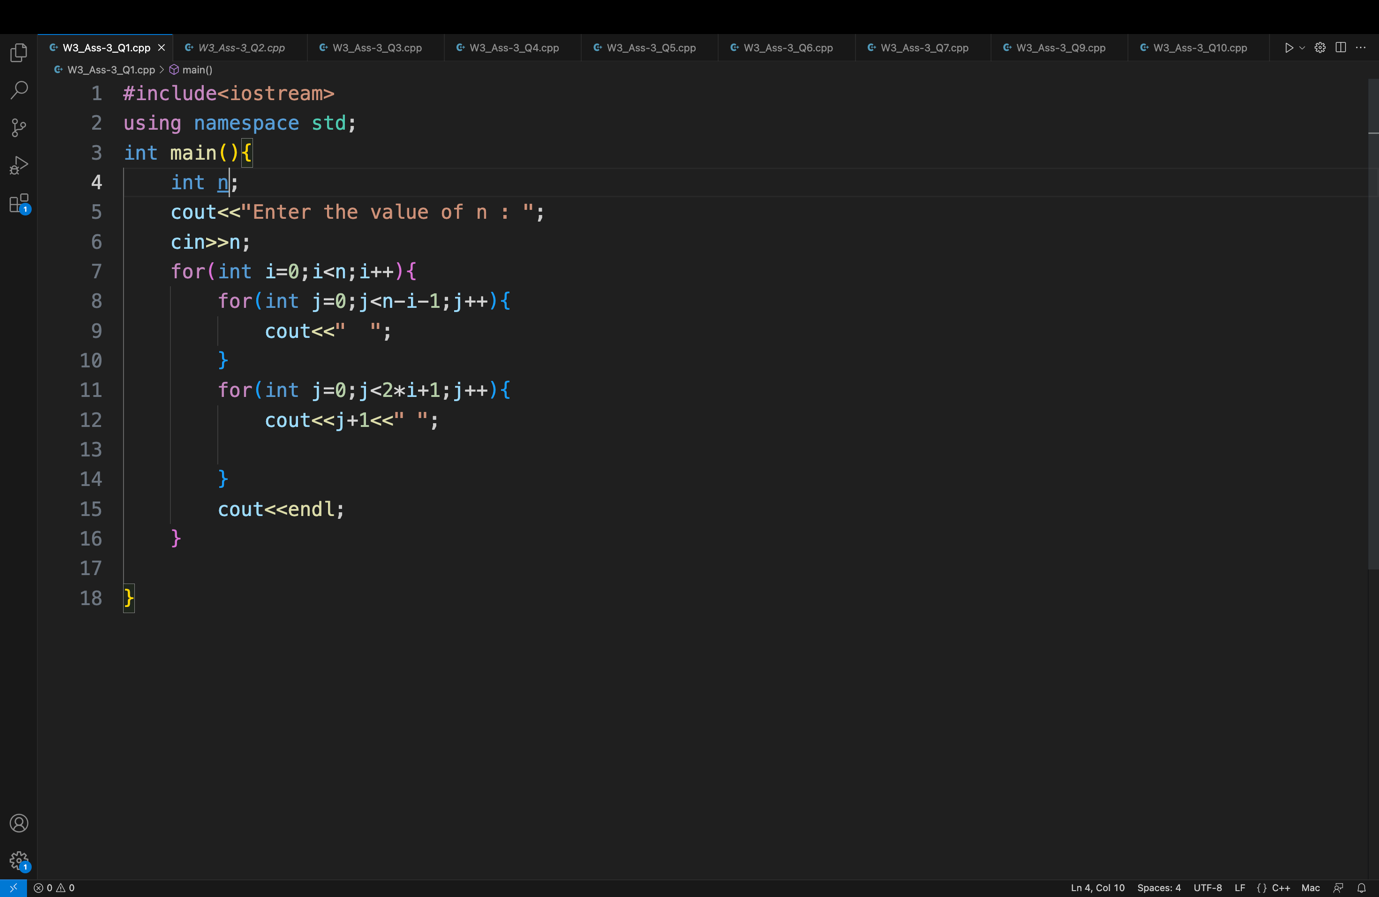 W3_Ass-3_Q1.cpp W3_Ass-3_Q2.cpp W3_Ass-3_Q3.cpp W3_Ass-3_Q4.cpp W3_Ass-3_Q5.cpp W3_Ass-3_Q6.cpp W3_Ass-3_Q7.cpp W3_Ass-3_Q9.cpp W3_Ass-3_Q10.cpp
W3_Ass-3_Q1.cpp > main()
1 #include<iostream>
2 using namespace std;
3 int main(){
4     int n;
5     cout<<"Enter the value of n : ";
6     cin>>n;
7     for(int i=0;i<n;i++){
8         for(int j=0;j<n-i-1;j++){
9             cout<<"  ";
10         }
11         for(int j=0;j<2*i+1;j++){
12             cout<<j+1<<" ";
13
14         }
15         cout<<endl;
16     }
17
18 }
1
1
0 0 Ln 4, Col 10 Spaces: 4 UTF-8 LF {} C++ Mac